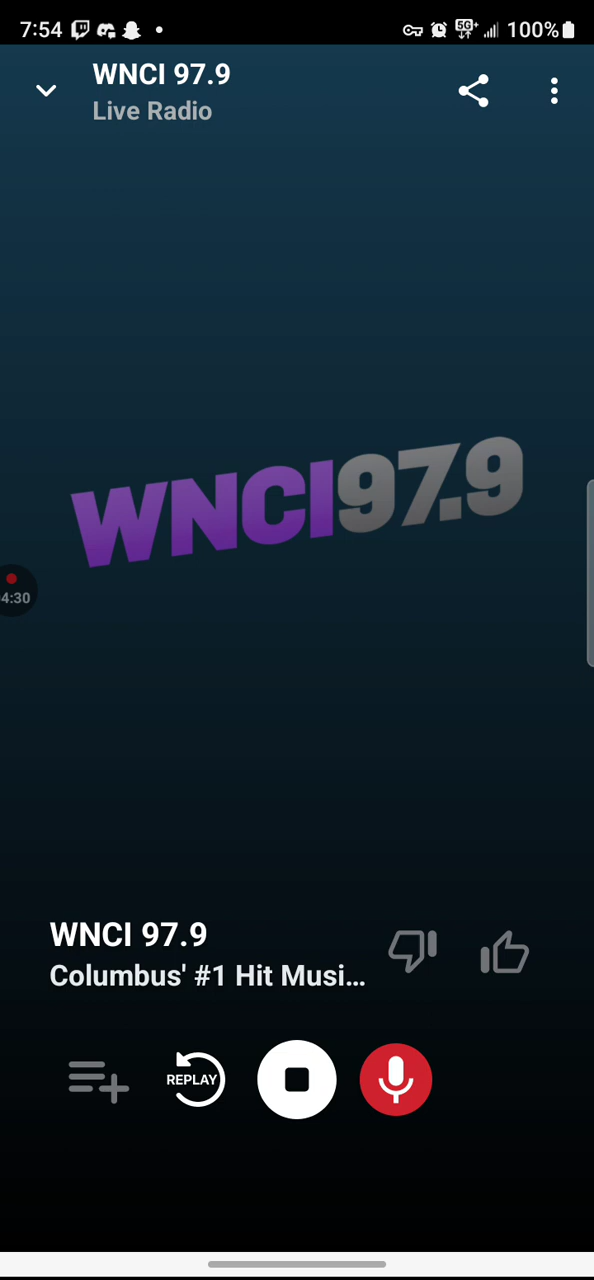 7:54 5G+ 100%
WNCI 97.9
Live Radio
WNCI97.9
4:30
WNCI 97.9
Columbus' #1 Hit Musi...
REPLAY